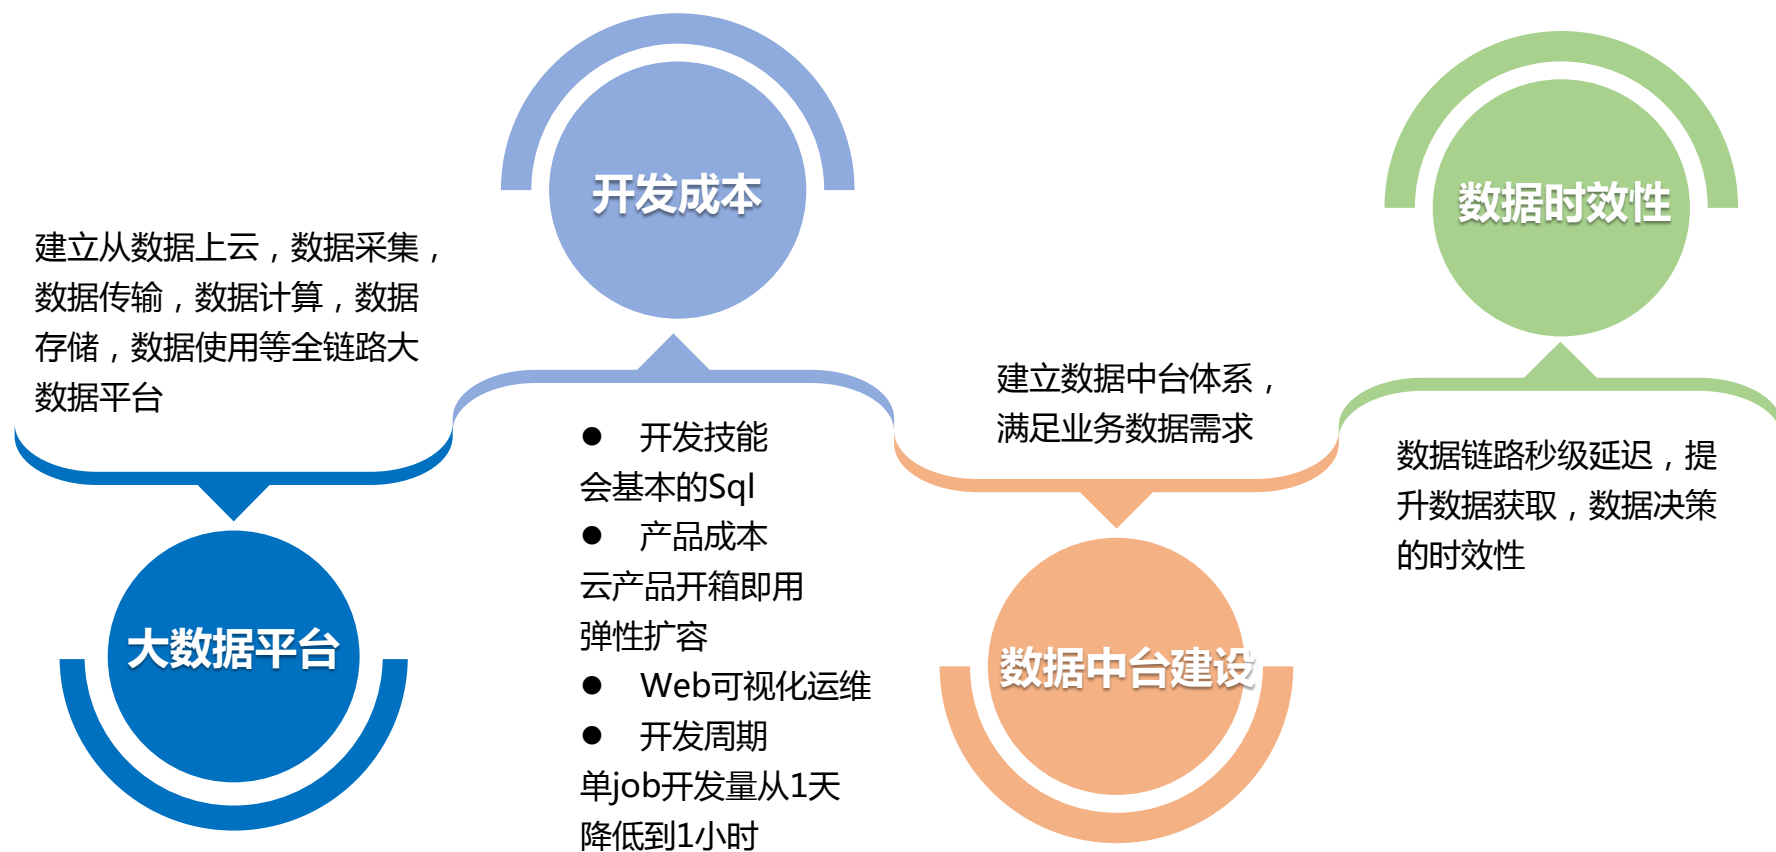 建立从数据上云，数据采集，
数据传输，数据计算，数据
存储，数据使用等全链路大
数据平台
大数据平台
开发成本
● 开发技能
会基本的Sql
● 产品成本
云产品开箱即用
弹性扩容
● Web可视化运维
● 开发周期
单job开发量从1天
降低到1小时
建立数据中台体系，
满足业务数据需求
数据中台建设
数据时效性
数据链路秒级延迟，提
升数据获取，数据决策
的时效性